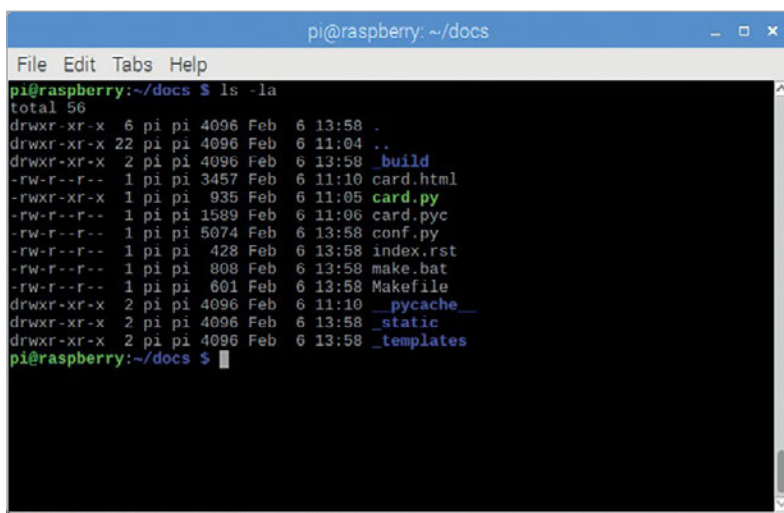 pi@raspberry: ~/docs
File Edit Tabs Help
pi@raspberry:~/docs $ ls -la
total 56
drwxr-xr-x  6 pi pi 4096 Feb  6 13:58 .
drwxr-xr-x 22 pi pi 4096 Feb  6 11:04 ..
drwxr-xr-x  2 pi pi 4096 Feb  6 13:58 _build
-rw-r--r--  1 pi pi 3457 Feb  6 11:10 card.html
-rwxr-xr-x  1 pi pi  935 Feb  6 11:05 card.py
-rw-r--r--  1 pi pi 1589 Feb  6 11:06 card.pyc
-rw-r--r--  1 pi pi 5074 Feb  6 13:58 conf.py
-rw-r--r--  1 pi pi  428 Feb  6 13:58 index.rst
-rw-r--r--  1 pi pi  808 Feb  6 13:58 make.bat
-rw-r--r--  1 pi pi  601 Feb  6 13:58 Makefile
drwxr-xr-x  2 pi pi 4096 Feb  6 11:10 __pycache__
drwxr-xr-x  2 pi pi 4096 Feb  6 13:58 _static
drwxr-xr-x  2 pi pi 4096 Feb  6 13:58 _templates
pi@raspberry:~/docs $